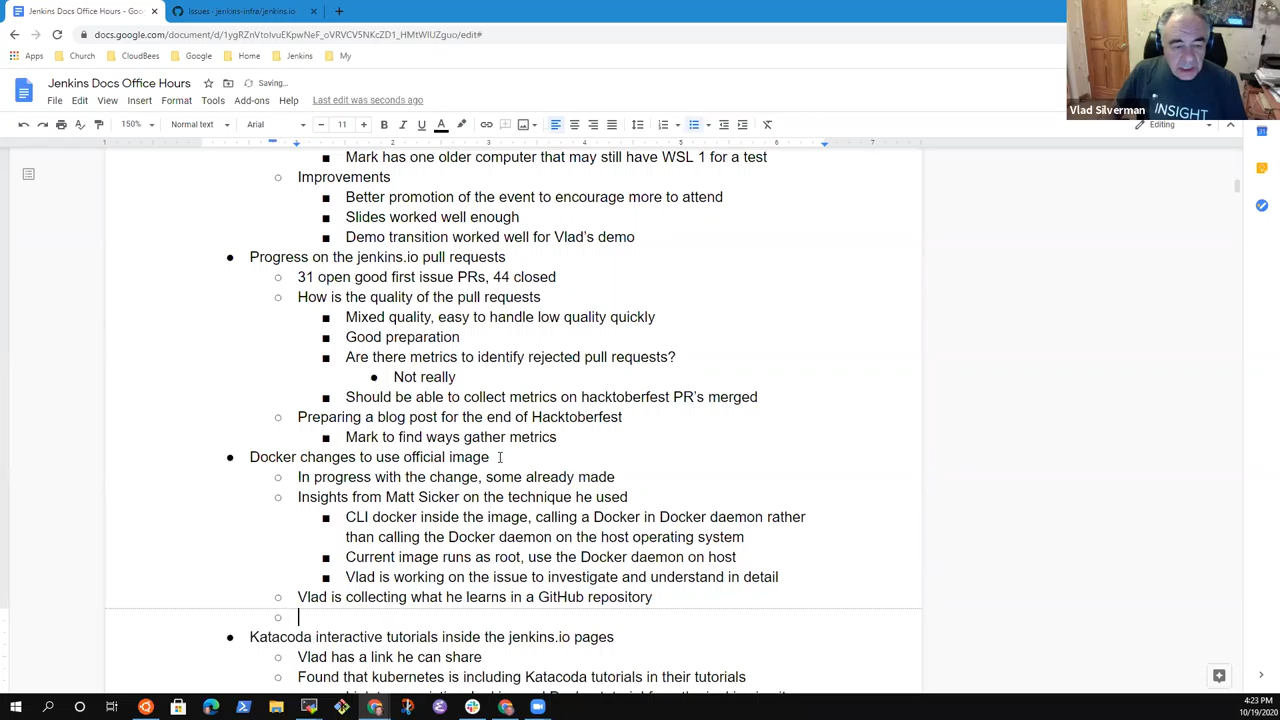 Jenkins Docs Office Hours - Goo
Issues · jenkins-infra/jenkins.io
docs.google.com/document/d/1ygRZnVtoIvuEKpwNeF_oVRVCV5NKcZD1_HMtWIUZguo/edit#
Apps Church CloudBees Google Home Jenkins My
Jenkins Docs Office Hours Saving...
File Edit View Insert Format Tools Add-ons Help Last edit was seconds ago
150% Normal text Arial 11 B I U A Editing
1 1 2 3 4 5 6 7
Mark has one older computer that may still have WSL 1 for a test
Improvements
Better promotion of the event to encourage more to attend
Slides worked well enough
Demo transition worked well for Vlad's demo
Progress on the jenkins.io pull requests
31 open good first issue PRs, 44 closed
How is the quality of the pull requests
Mixed quality, easy to handle low quality quickly
Good preparation
Are there metrics to identify rejected pull requests?
Not really
Should be able to collect metrics on hacktoberfest PR's merged
Preparing a blog post for the end of Hacktoberfest
Mark to find ways gather metrics
Docker changes to use official image
In progress with the change, some already made
Insights from Matt Sicker on the technique he used
CLI docker inside the image, calling a Docker in Docker daemon rather
than calling the Docker daemon on the host operating system
Current image runs as root, use the Docker daemon on host
Vlad is working on the issue to investigate and understand in detail
Vlad is collecting what he learns in a GitHub repository
Katacoda interactive tutorials inside the jenkins.io pages
Vlad has a link he can share
Found that kubernetes is including Katacoda tutorials in their tutorials
Vlad Silverman
INSIGHT
4:23 PM
10/19/2020